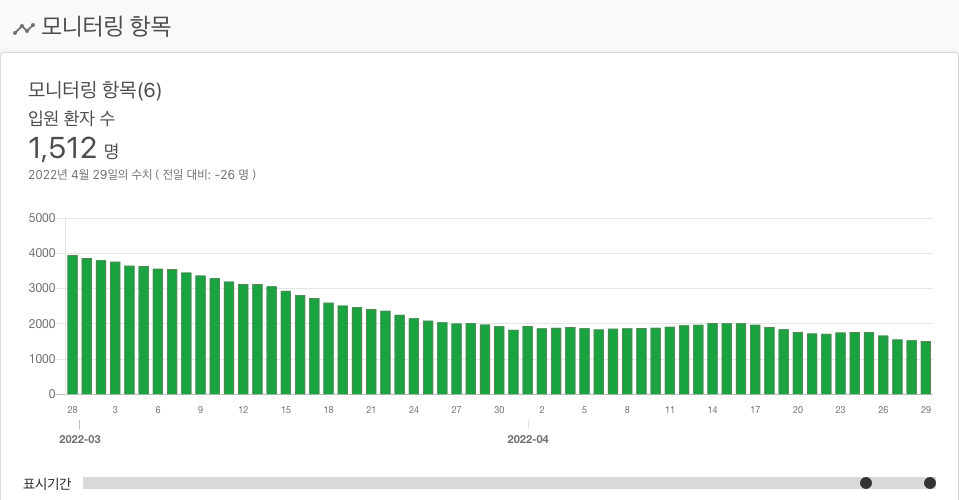 모니터링 항목
모니터링 항목(6)
입원 환자 수
1,512 명
2022년 4월 29일의 수치 ( 전일 대비: -26 명 )
5000
4000
3000
2000
1000
0
28 3 6 9 12 15 18 21 24 27 30 2 5 8 11 14 17 20 23 26 29
2022-03 2022-04
표시기간